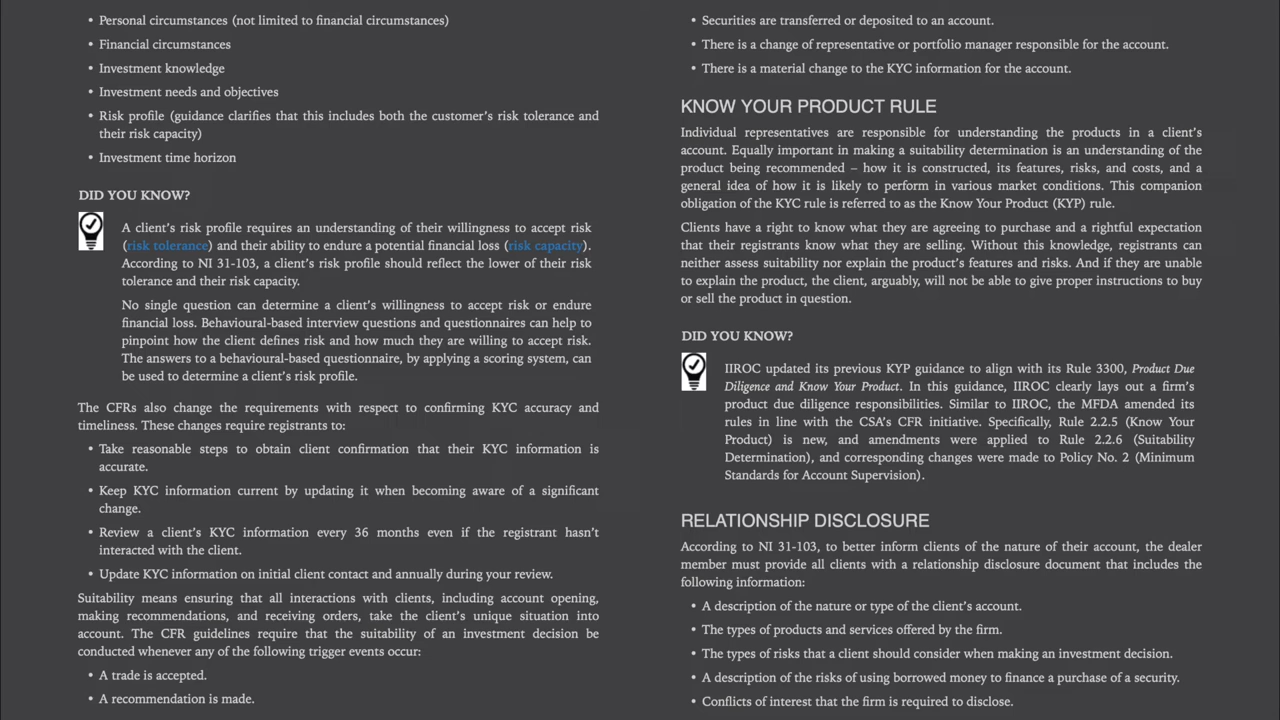 • Personal circumstances (not limited to financial circumstances)
• Financial circumstances
• Investment knowledge
• Investment needs and objectives
• Risk profile (guidance clarifies that this includes both the customer's risk tolerance and
their risk capacity)
• Investment time horizon
DID YOU KNOW?
A client's risk profile requires an understanding of their willingness to accept risk
(risk tolerance) and their ability to endure a potential financial loss (risk capacity).
According to NI 31-103, a client's risk profile should reflect the lower of their risk
tolerance and their risk capacity.
No single question can determine a client's willingness to accept risk or endure
financial loss. Behavioural-based interview questions and questionnaires can help to
pinpoint how the client defines risk and how much they are willing to accept risk.
The answers to a behavioural-based questionnaire, by applying a scoring system, can
be used to determine a client's risk profile.
The CFRs also change the requirements with respect to confirming KYC accuracy and
timeliness. These changes require registrants to:
• Take reasonable steps to obtain client confirmation that their KYC information is
accurate.
• Keep KYC information current by updating it when becoming aware of a significant
change.
• Review a client's KYC information every 36 months even if the registrant hasn't
interacted with the client.
• Update KYC information on initial client contact and annually during your review.
Suitability means ensuring that all interactions with clients, including account opening,
making recommendations, and receiving orders, take the client's unique situation into
account. The CFR guidelines require that the suitability of an investment decision be
conducted whenever any of the following trigger events occur:
• A trade is accepted.
• A recommendation is made.
• Securities are transferred or deposited to an account.
• There is a change of representative or portfolio manager responsible for the account.
• There is a material change to the KYC information for the account.
KNOW YOUR PRODUCT RULE
Individual representatives are responsible for understanding the products in a client's
account. Equally important in making a suitability determination is an understanding of the
product being recommended – how it is constructed, its features, risks, and costs, and a
general idea of how it is likely to perform in various market conditions. This companion
obligation of the KYC rule is referred to as the Know Your Product (KYP) rule.
Clients have a right to know what they are agreeing to purchase and a rightful expectation
that their registrants know what they are selling. Without this knowledge, registrants can
neither assess suitability nor explain the product's features and risks. And if they are unable
to explain the product, the client, arguably, will not be able to give proper instructions to buy
or sell the product in question.
DID YOU KNOW?
IIROC updated its previous KYP guidance to align with its Rule 3300, Product Due
Diligence and Know Your Product. In this guidance, IIROC clearly lays out a firm's
product due diligence responsibilities. Similar to IIROC, the MFDA amended its
rules in line with the CSA's CFR initiative. Specifically, Rule 2.2.5 (Know Your
Product) is new, and amendments were applied to Rule 2.2.6 (Suitability
Determination), and corresponding changes were made to Policy No. 2 (Minimum
Standards for Account Supervision).
RELATIONSHIP DISCLOSURE
According to NI 31-103, to better inform clients of the nature of their account, the dealer
member must provide all clients with a relationship disclosure document that includes the
following information:
• A description of the nature or type of the client's account.
• The types of products and services offered by the firm.
• The types of risks that a client should consider when making an investment decision.
• A description of the risks of using borrowed money to finance a purchase of a security.
• Conflicts of interest that the firm is required to disclose.